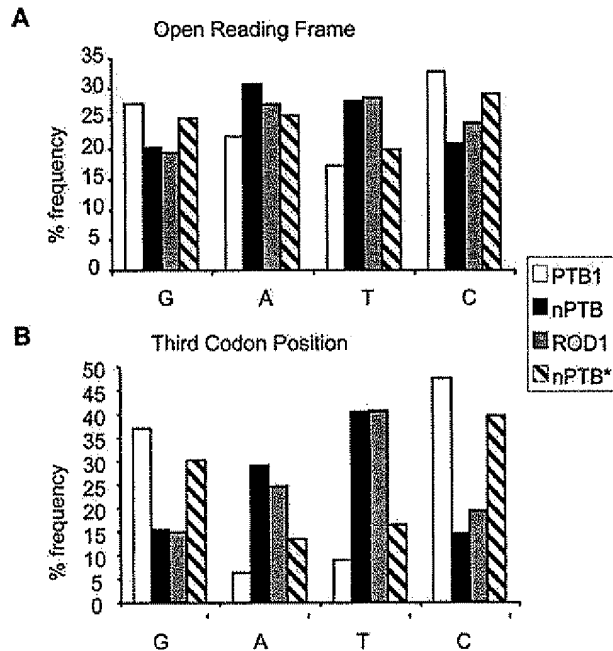 A
Open Reading Frame
% frequency
35
30
25
20
15
10
5
0
G A T C
PTB1
nPTB
ROD1
nPTB*
B
Third Codon Position
% frequency
50
45
40
35
30
25
20
15
10
5
0
G A T C